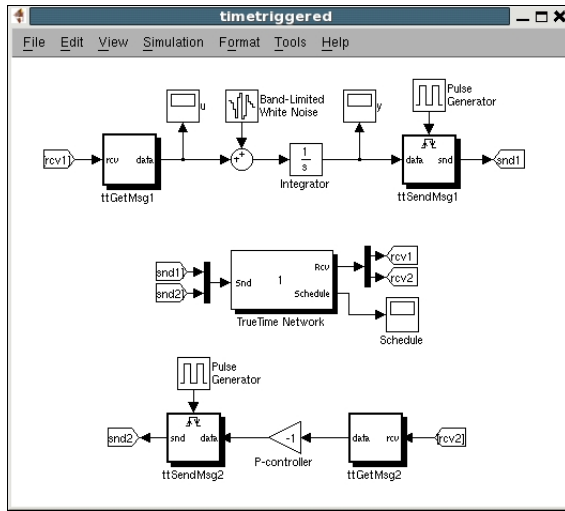 timetriggered
File Edit View Simulation Format Tools Help
u
Band-Limited
White Noise
y
Pulse
Generator
rcv1]
rcv
data
ttGetMsg1
++
1
s
Integrator
data
snd
ttSendMsg1
snd1
snd1]
snd2]
Snd
1
Rcv
Schedule
TrueTime Network
rcv1
rcv2
Schedule
Pulse
Generator
snd2
snd
data
ttSendMsg2
-1
P-controller
data
rcv
ttGetMsg2
[rcv2]